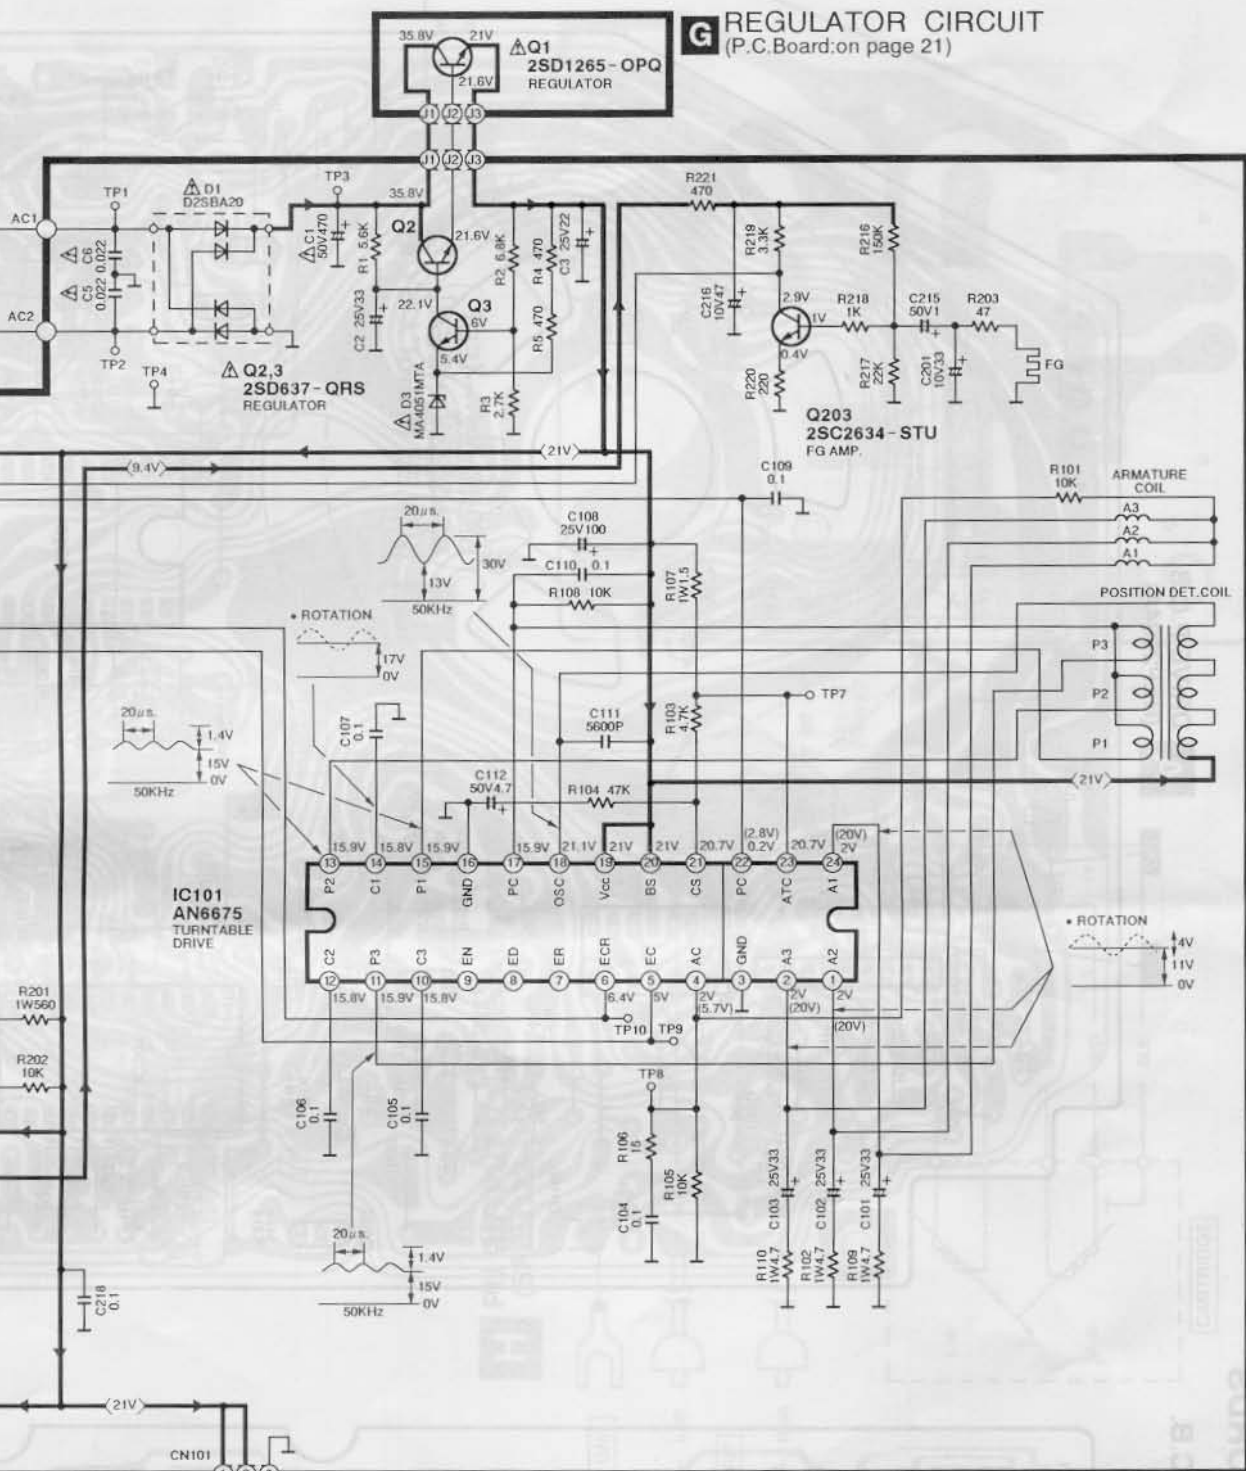 G REGULATOR CIRCUIT
(P.C.Board:on page 21)
35.8V
21V
⚠Q1
2SD1265-OPQ
REGULATOR
21.6V
J1 J2 J3
J1 J2 J3
AC1
TP1
⚠ D1
D2SBA20
TP3
35.8V
⚠ C6
0.022
⚠ C5
0.022
⚠ C1
50V470
+
R1 5.6K
Q2
21.6V
R2 6.8K
R4 470
C3 25V22
+
R221
470
R219
3.3K
R216
150K
AC2
TP2
TP4
C2 25V33
+
22.1V
Q3
6V
5.4V
R5 470
C216
10V47
+
2.9V
1V
0.4V
R218
1K
C215
50V1
+
R203
47
⚠ Q2,3
2SD637-QRS
REGULATOR
⚠ D3
MA4051MTA
R3
2.7K
R220
220
R217
22K
C201
10V33
+
FG
Q203
2SC2634-STU
FG AMP.
(21V)
(9.4V)
C109
0.1
R101
10K
ARMATURE
COIL
A3
A2
A1
20µs.
30V
13V
50KHz
C108
25V100
+
C110 0.1
R108 10K
R107
1W1.5
POSITION DET.COIL
P3
P2
P1
* ROTATION
17V
0V
TP7
20µs.
1.4V
15V
0V
50KHz
C107
0.1
C111
5600P
R103
4.7K
C112
50V4.7
+
R104 47K
(21V)
15.9V 15.8V 15.9V 15.9V 21.1V 21V 21V 20.7V (2.8V) 0.2V 20.7V (20V) 2V
13 14 15 16 17 18 19 20 21 22 23 24
P2 C1 P1 GND PC OSC Vcc BS CS PC ATC A1
IC101
AN6675
TURNTABLE
DRIVE
C2 P3 C3 EN ED ER ECR EC AC GND A3 A2
12 11 10 9 8 7 6 5 4 3 2 1
15.8V 15.9V 15.8V 6.4V 5V 2V (5.7V) 2V (20V) 2V (20V)
* ROTATION
4V
11V
0V
TP10
TP9
R201
1W560
R202
10K
TP8
C106
0.1
C105
0.1
R106
15
R105
10K
C104
0.1
C103 25V33
+
C102 25V33
+
C101 25V33
+
R110
1W4.7
R102
1W4.7
R109
1W4.7
20µs.
1.4V
15V
0V
50KHz
C218
0.1
(21V)
CN101